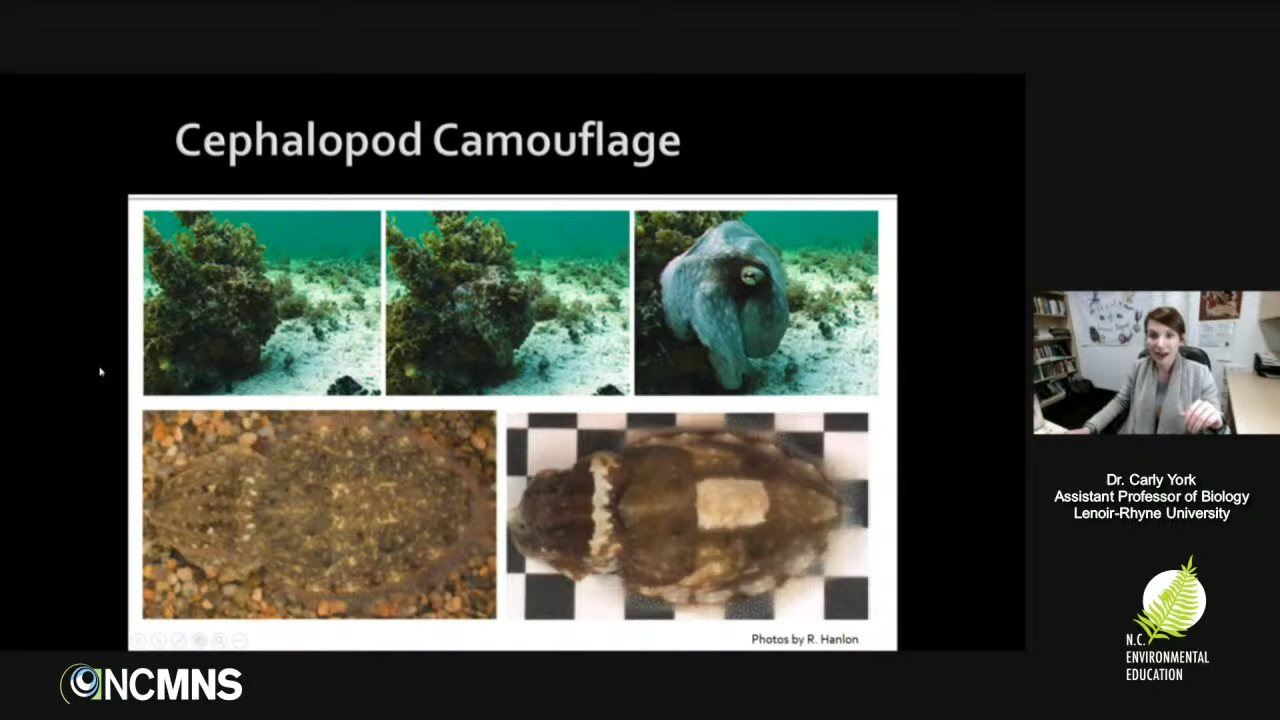 Cephalopod Camouflage
Photos by R. Hanlon
Dr. Carly York
Assistant Professor of Biology
Lenoir-Rhyne University
N.C.
ENVIRONMENTAL
EDUCATION
NCMNS